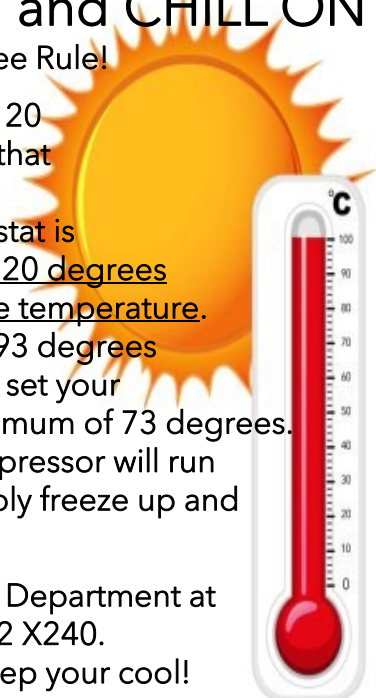 and CHILL ON
ee Rule!
20
that
stat is
20 degrees
e temperature.
93 degrees
set your
mum of 73 degrees.
pressor will run
bly freeze up and
Department at
2 X240.
ep your cool!
°C
100
90
80
70
60
50
40
30
20
10
0